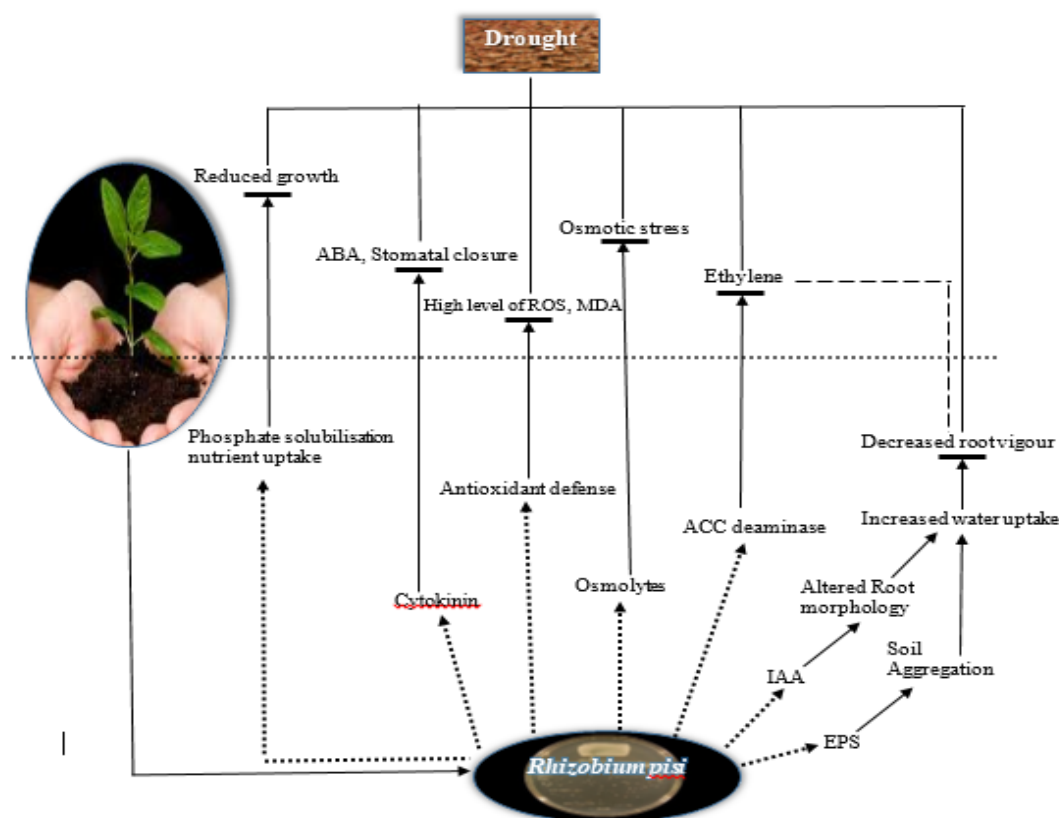 Drought
Reduced growth
Osmotic stress
ABA, Stomatal closure
Ethylene
High level of ROS, MDA
Phosphate solubilisation
nutrient uptake
Decreased root vigour
Antioxidant defense
Increased water uptake
ACC deaminase
Altered Root
morphology
Osmolytes
Cytokinin
Soil
Aggregation
IAA
EPS
Rhizobium pisi